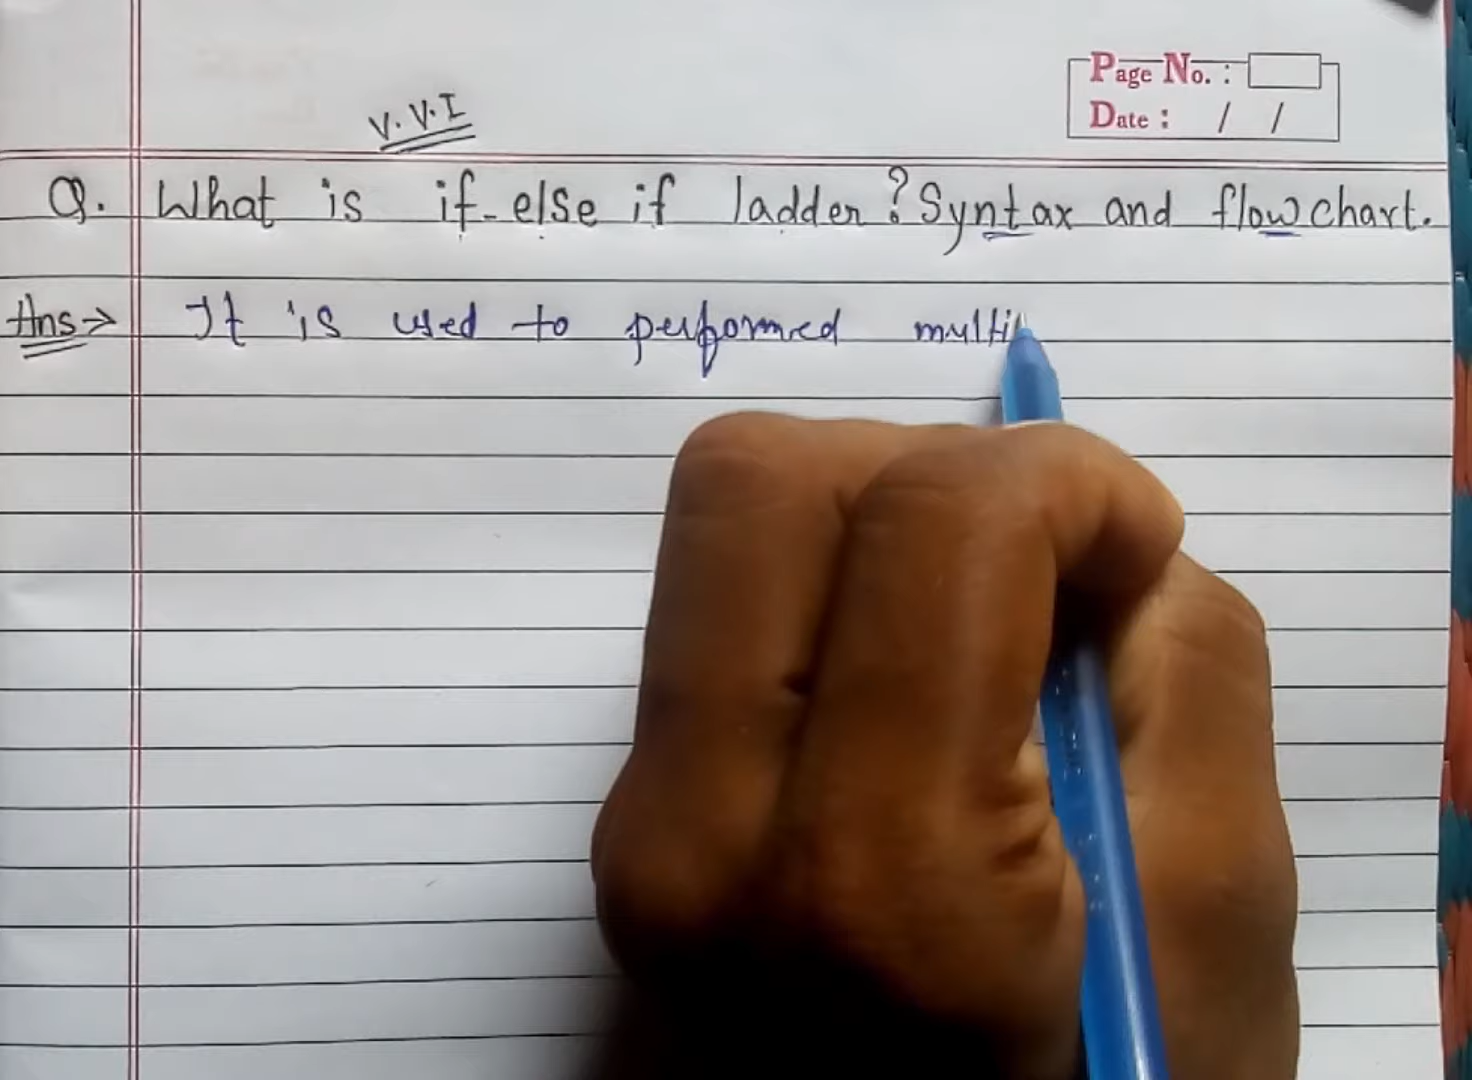 Page No. :
Date : / /
V. V. I
Q. What is if-else if ladder? Syntax and flowchart.
Ans→ It is used to performed multi